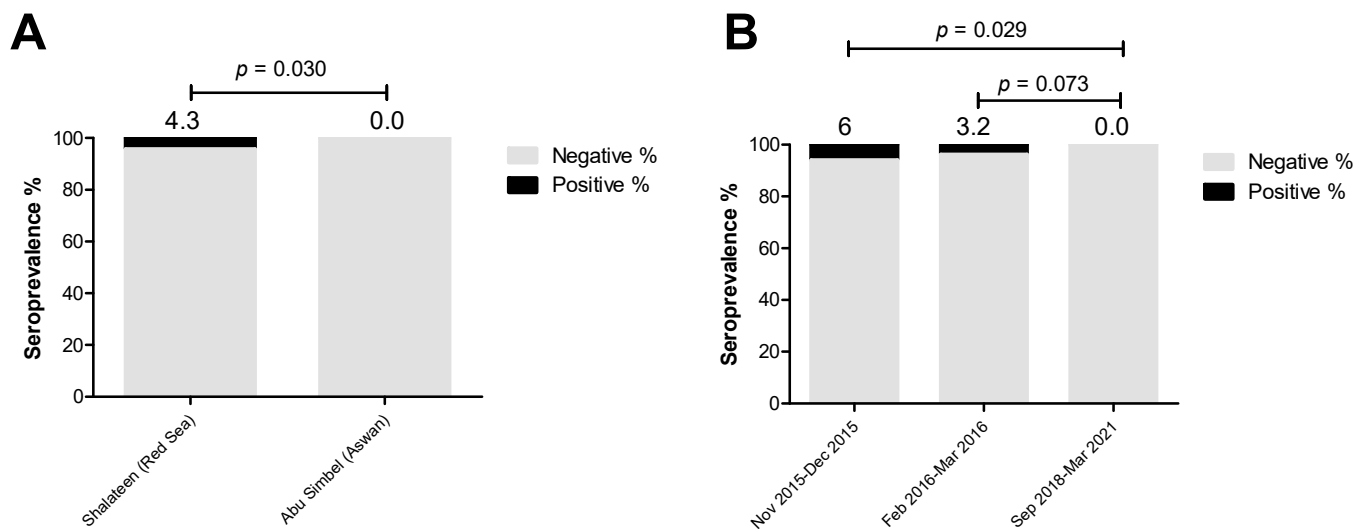 A
p = 0.030
4.3
0.0
100
80
60
40
20
0
Seroprevalence %
Shalateen (Red Sea)
Abu Simbel (Aswan)
Negative %
Positive %
B
p = 0.029
p = 0.073
6
3.2
0.0
100
80
60
40
20
0
Seroprevalence %
Nov 2015-Dec 2015
Feb 2016-Mar 2016
Sep 2018-Mar 2021
Negative %
Positive %